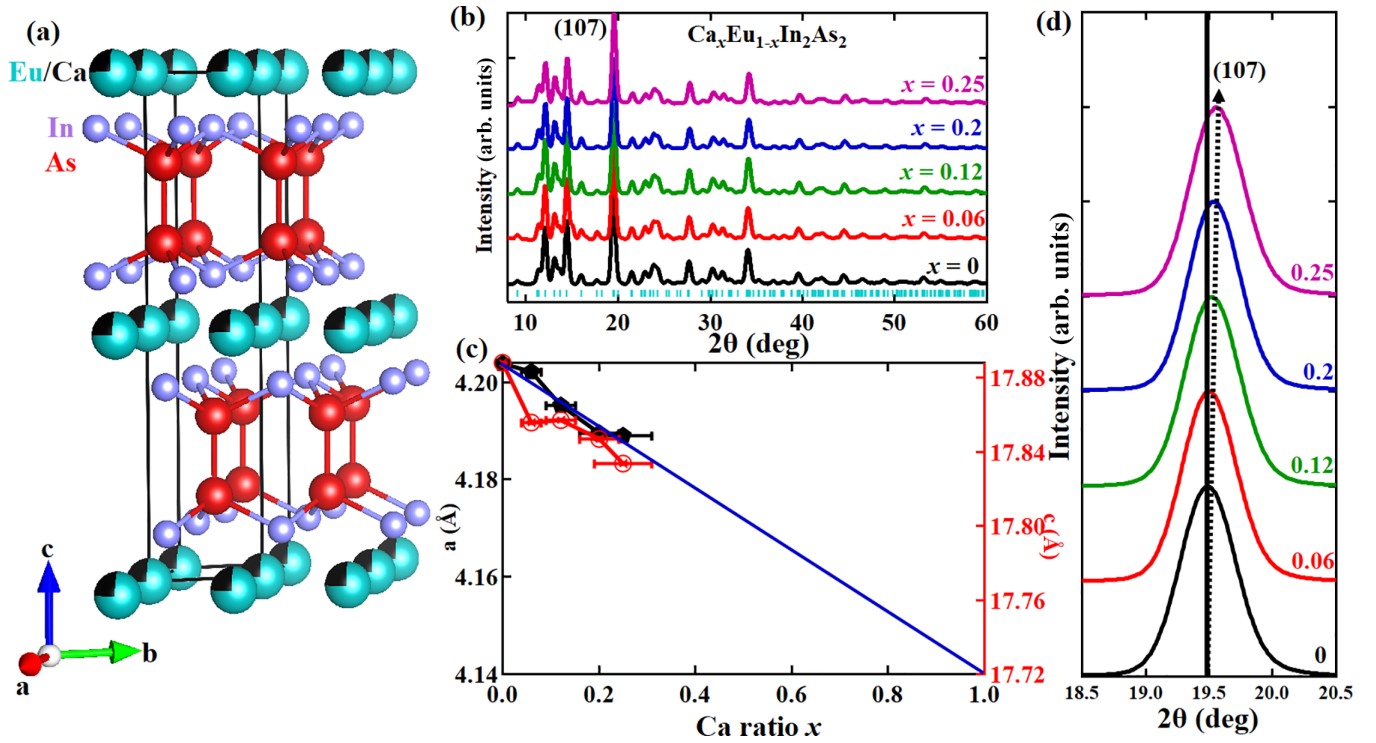 (a)
Eu/Ca
In
As
c
b
a
(b)
(107)
CaxEu1-xIn2As2
x = 0.25
x = 0.2
x = 0.12
x = 0.06
x = 0
Intensity (arb. units)
10 20 30 40 50 60
2θ (deg)
(c)
4.20
4.18
4.16
4.14
a (Å)
17.88
17.84
17.80
17.76
17.72
c (Å)
0.0 0.2 0.4 0.6 0.8 1.0
Ca ratio x
(d)
(107)
0.25
0.2
0.12
0.06
0
Intensity (arb. units)
18.5 19.0 19.5 20.0 20.5
2θ (deg)